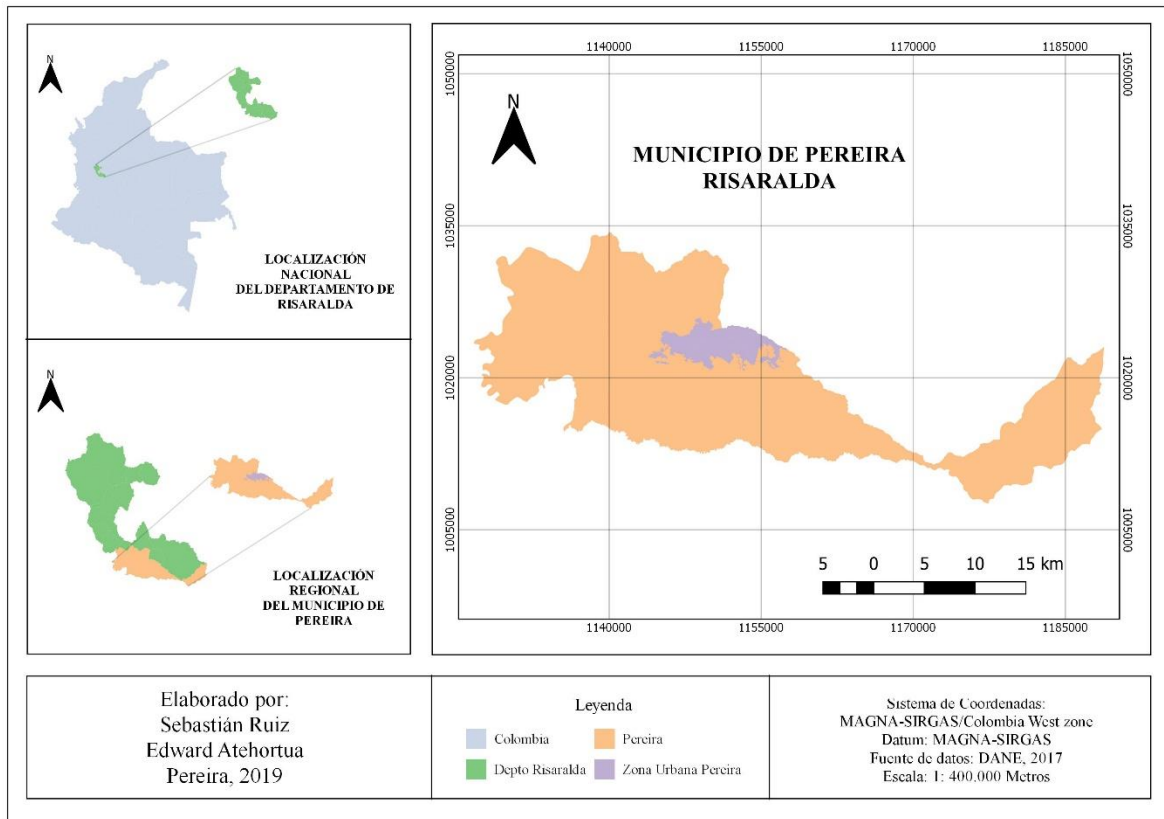 N
LOCALIZACIÓN
NACIONAL
DEL DEPARTAMENTO DE
RISARALDA
N
LOCALIZACIÓN
REGIONAL
DEL MUNICIPIO DE
PEREIRA
1140000 1155000 1170000 1185000
1050000 1050000
N
MUNICIPIO DE PEREIRA
RISARALDA
1035000 1035000
1020000 1020000
1005000 1005000
5 0 5 10 15 km
1140000 1155000 1170000 1185000
Elaborado por:
Sebastián Ruiz
Edward Atehortua
Pereira, 2019
Leyenda
Colombia Pereira
Depto Risaralda Zona Urbana Pereira
Sistema de Coordenadas:
MAGNA-SIRGAS/Colombia West zone
Datum: MAGNA-SIRGAS
Fuente de datos: DANE, 2017
Escala: 1: 400.000 Metros